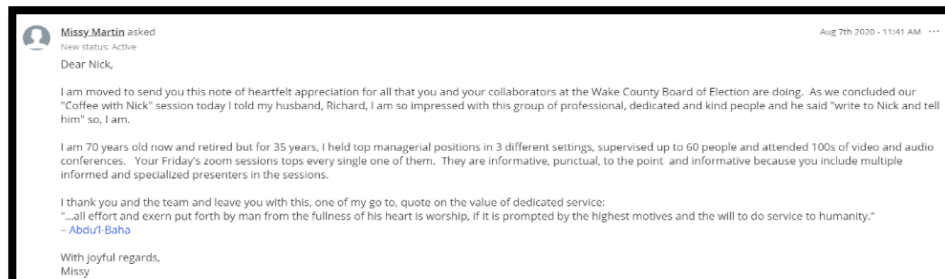 Missy Martin asked
Aug 7th 2020 - 11:41 AM ...
New status: Active
Dear Nick,
I am moved to send you this note of heartfelt appreciation for all that you and your collaborators at the Wake County Board of Election are doing. As we concluded our
"Coffee with Nick" session today I told my husband, Richard, I am so impressed with this group of professional, dedicated and kind people and he said "write to Nick and tell
him" so, I am.
I am 70 years old now and retired but for 35 years, I held top managerial positions in 3 different settings, supervised up to 60 people and attended 100s of video and audio
conferences. Your Friday's zoom sessions tops every single one of them. They are informative, punctual, to the point and informative because you include multiple
informed and specialized presenters in the sessions.
I thank you and the team and leave you with this, one of my go to, quote on the value of dedicated service:
"...all effort and exern put forth by man from the fullness of his heart is worship, if it is prompted by the highest motives and the will to do service to humanity."
– Abdu'l-Baha
With joyful regards,
Missy